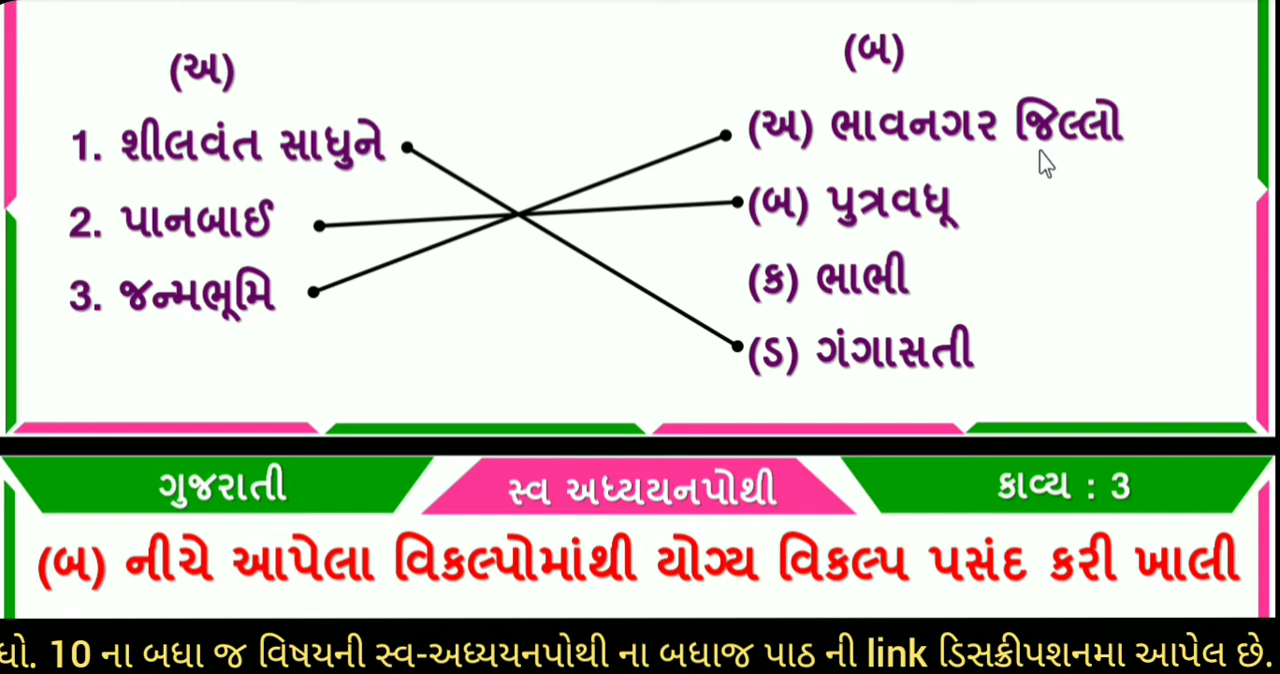 (અ)
(બ)
1. શીલવંત સાધુને
(અ) ભાવનગર જિલ્લો
2. પાનબાઈ
(બ) પુત્રવધૂ
3. જન્મભૂમિ
(ક) ભાભી
(ડ) ગંગાસતી
ગુજરાતી
સ્વ અધ્યયનપોથી
કાવ્ય : 3
(બ) નીચે આપેલા વિકલ્પોમાંથી યોગ્ય વિકલ્પ પસંદ કરી ખાલી
ધો. 10 ના બધા જ વિષયની સ્વ-અધ્યયનપોથી ના બધાજ પાઠ ની link ડિસક્રીપશનમા આપેલ છે.